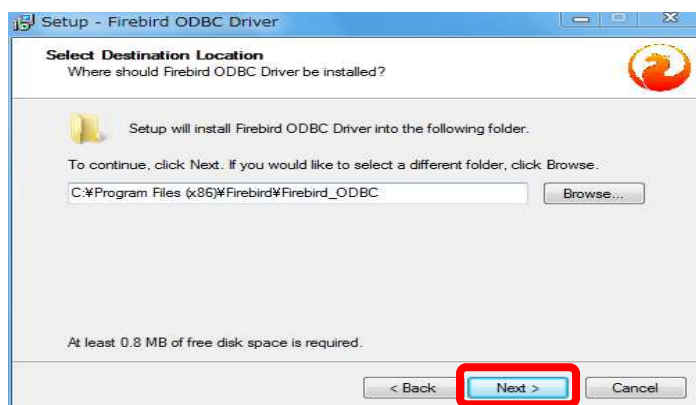 Setup - Firebird ODBC Driver
Select Destination Location
Where should Firebird ODBC Driver be installed?
Setup will install Firebird ODBC Driver into the following folder.
To continue, click Next. If you would like to select a different folder, click Browse.
C:¥Program Files (x86)¥Firebird¥Firebird_ODBC
Browse...
At least 0.8 MB of free disk space is required.
< Back
Next >
Cancel